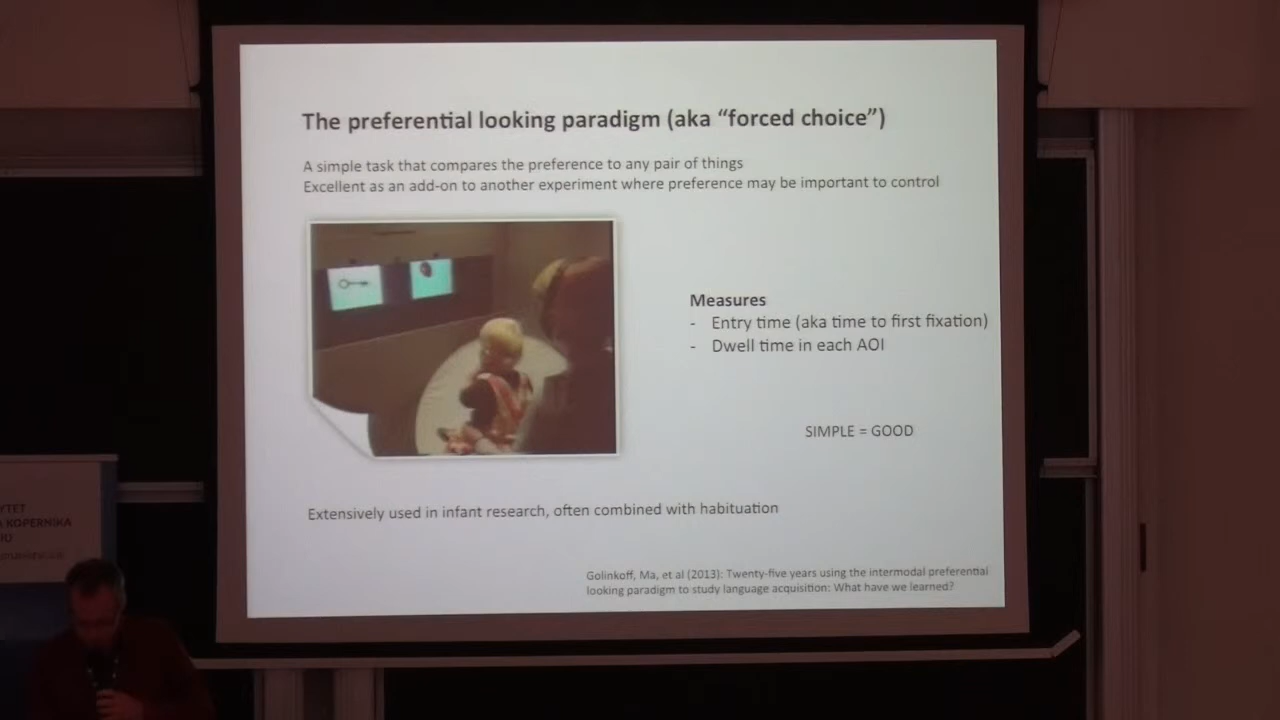 The preferential looking paradigm (aka “forced choice”)
A simple task that compares the preference to any pair of things
Excellent as an add-on to another experiment where preference may be important to control
Measures
- Entry time (aka time to first fixation)
- Dwell time in each AOI
SIMPLE = GOOD
Extensively used in infant research, often combined with habituation
Golinkoff, Ma, et al (2013): Twenty-five years using the intermodal preferential
looking paradigm to study language acquisition: What have we learned?
YTET
A KOPERNIKA